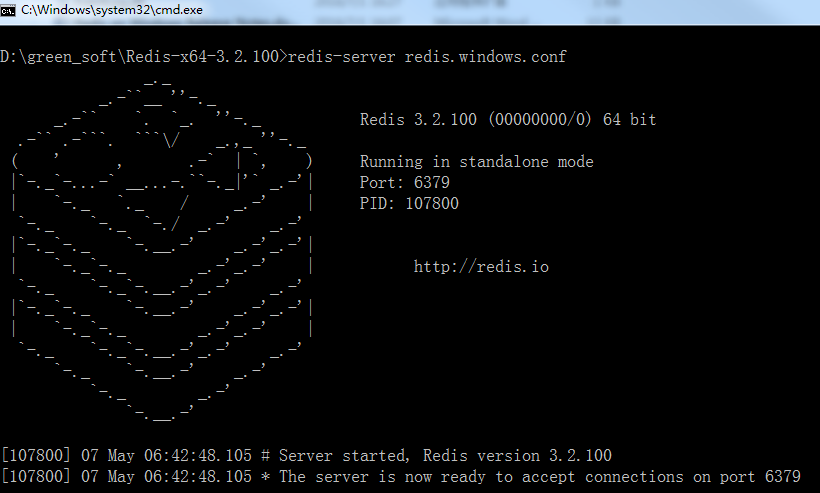 C:\Windows\system32\cmd.exe
D:\green_soft\Redis-x64-3.2.100>redis-server redis.windows.conf
Redis 3.2.100 (00000000/0) 64 bit
Running in standalone mode
Port: 6379
PID: 107800
http://redis.io
[107800] 07 May 06:42:48.105 # Server started, Redis version 3.2.100
[107800] 07 May 06:42:48.105 * The server is now ready to accept connections on port 6379